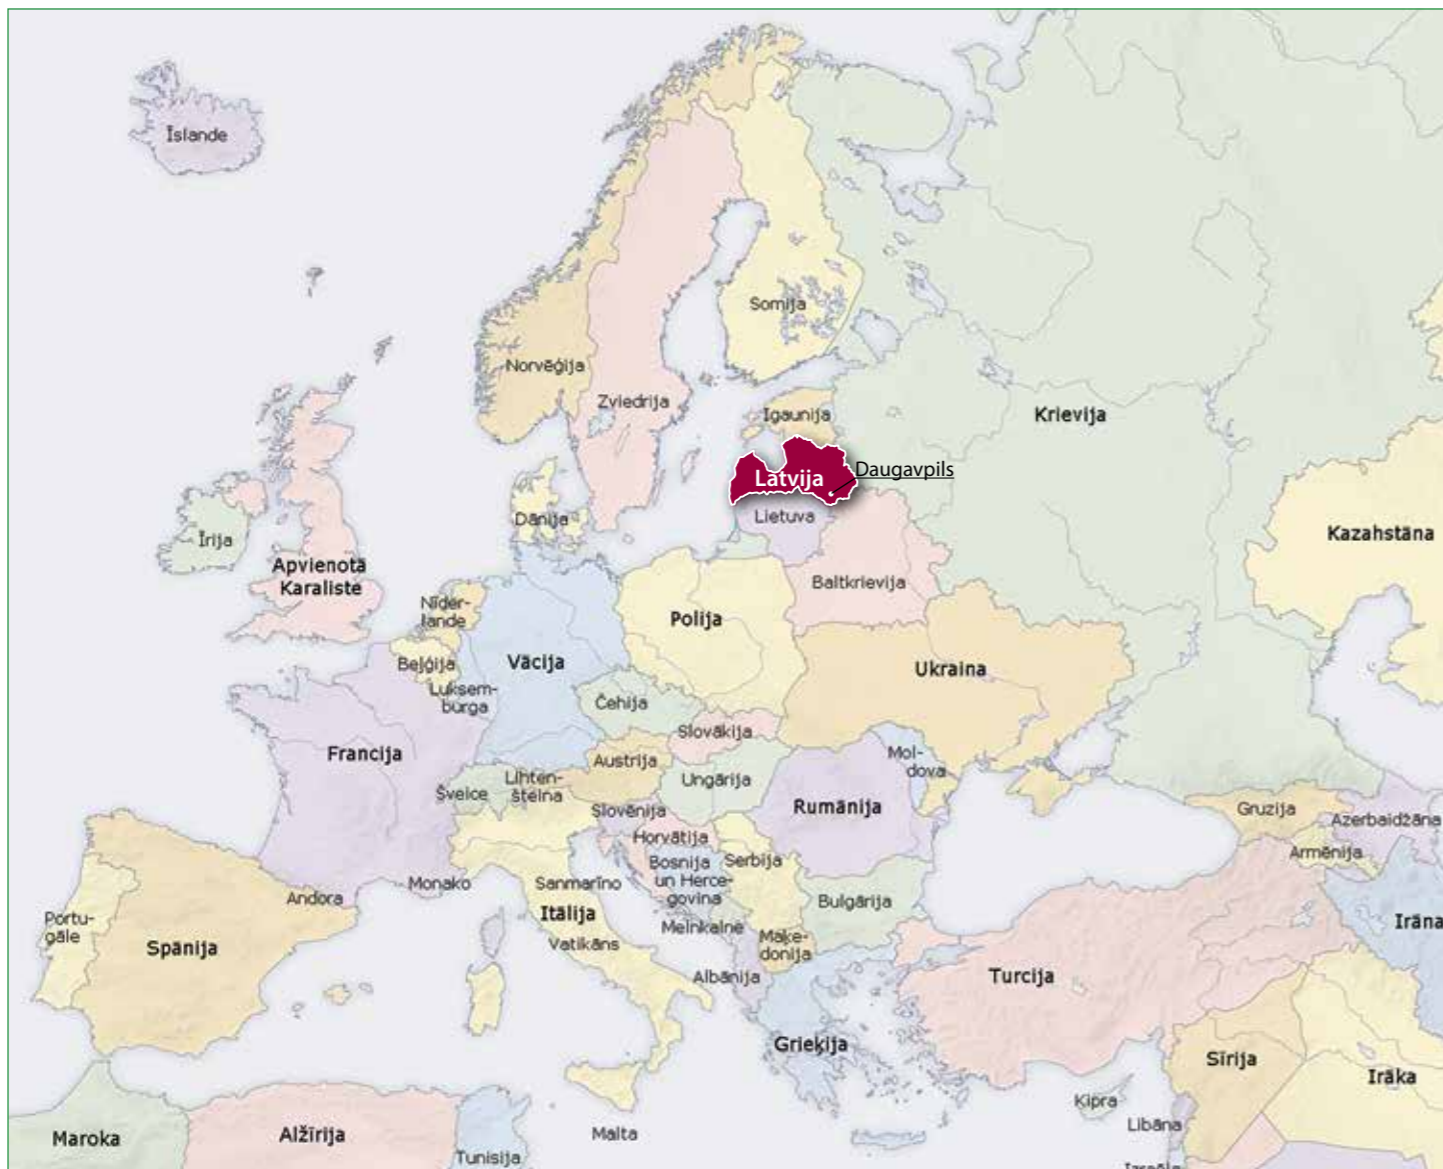 Īslande
Somija
Norvēģija
Zviedrija
Igaunija
Krievija
Latvija
Daugavpils
Lietuva
Dānija
Īrija
Apvienotā
Karaliste
Kazahstāna
Baltkrievija
Nīder-
lande
Polija
Beļģija
Vācija
Ukraina
Luksem-
burga
Čehija
Slovākija
Francija
Austrija
Mol-
dova
Šveice
Lihten-
šteina
Ungārija
Rumānija
Slovēnija
Gruzija
Azerbaidžāna
Horvātija
Armēnija
Bosnija
un Herce-
govina
Serbija
Andora
Monako
Sanmarīno
Bulgārija
Portu-
gāle
Itālija
Melnkalne
Irāna
Spānija
Vatikāns
Maķe-
donija
Albānija
Turcija
Grieķija
Sīrija
Irāka
Kipra
Libāna
Maroka
Alžīrija
Malta
Tunisija